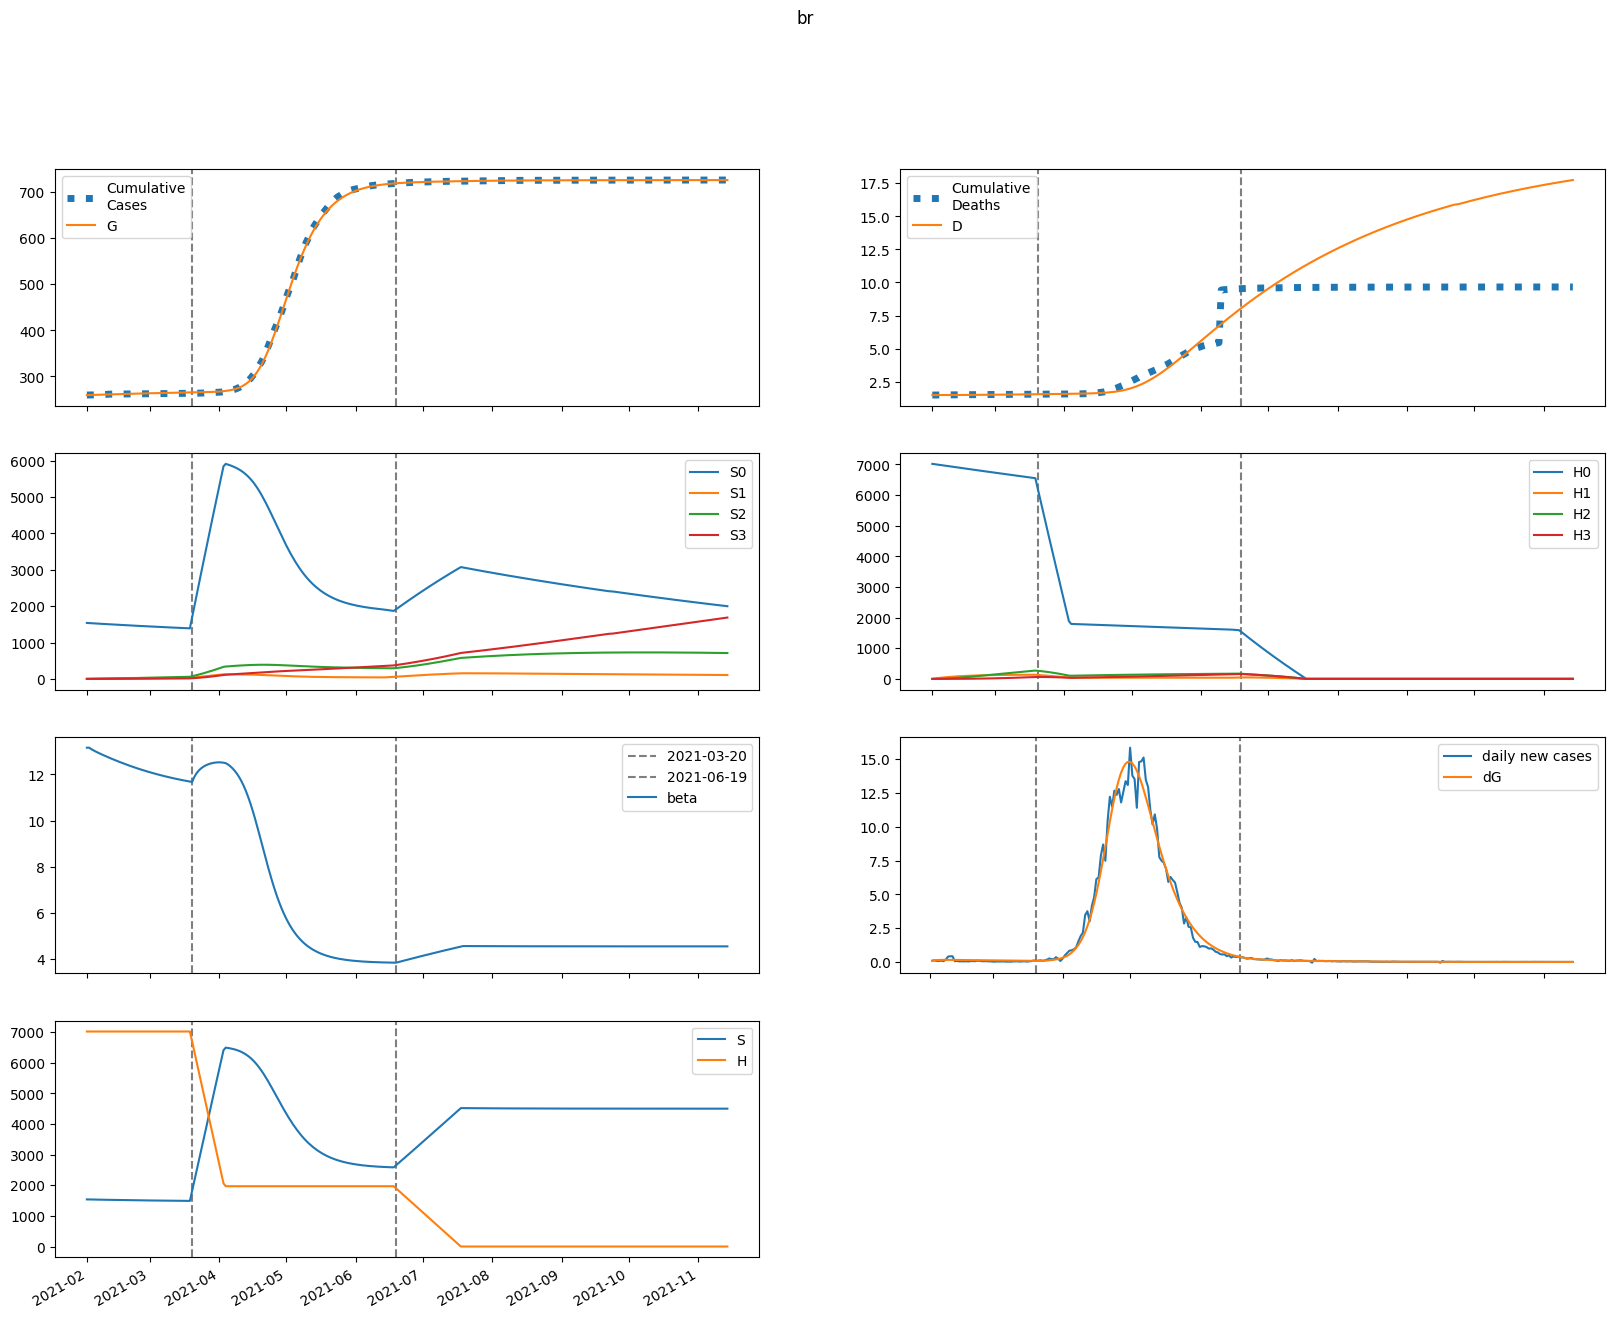 br
Cumulative
Cases
G
700
600
500
400
300
Cumulative
Deaths
D
17.5
15.0
12.5
10.0
7.5
5.0
2.5
S0
S1
S2
S3
6000
5000
4000
3000
2000
1000
0
H0
H1
H2
H3
7000
6000
5000
4000
3000
2000
1000
0
2021-03-20
2021-06-19
beta
12
10
8
6
4
daily new cases
dG
15.0
12.5
10.0
7.5
5.0
2.5
0.0
S
H
7000
6000
5000
4000
3000
2000
1000
0
2021-02
2021-03
2021-04
2021-05
2021-06
2021-07
2021-08
2021-09
2021-10
2021-11